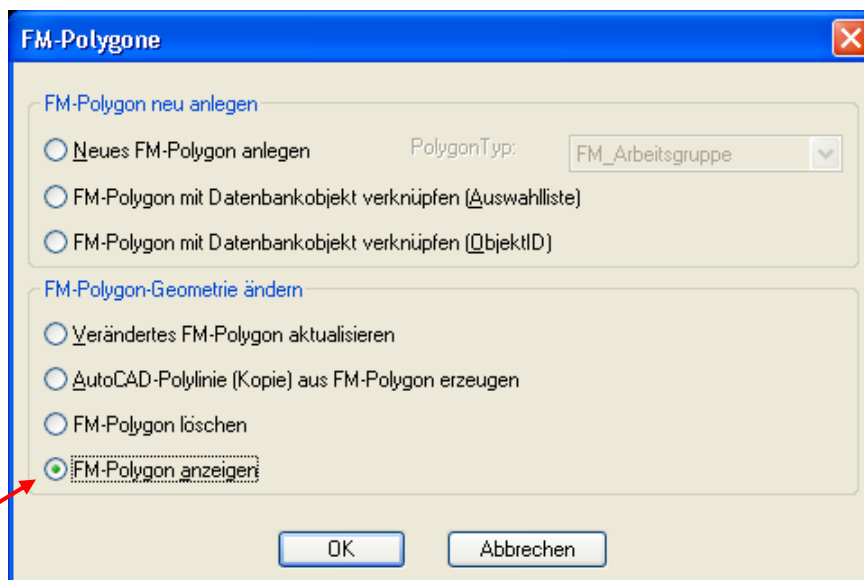 FM-Polygone
FM-Polygon neu anlegen
Neues FM-Polygon anlegen PolygonTyp: FM_Arbeitsgruppe
FM-Polygon mit Datenbankobjekt verknüpfen (Auswahlliste)
FM-Polygon mit Datenbankobjekt verknüpfen (ObjektID)
FM-Polygon-Geometrie ändern
Verändertes FM-Polygon aktualisieren
AutoCAD-Polylinie (Kopie) aus FM-Polygon erzeugen
FM-Polygon löschen
FM-Polygon anzeigen
OK Abbrechen